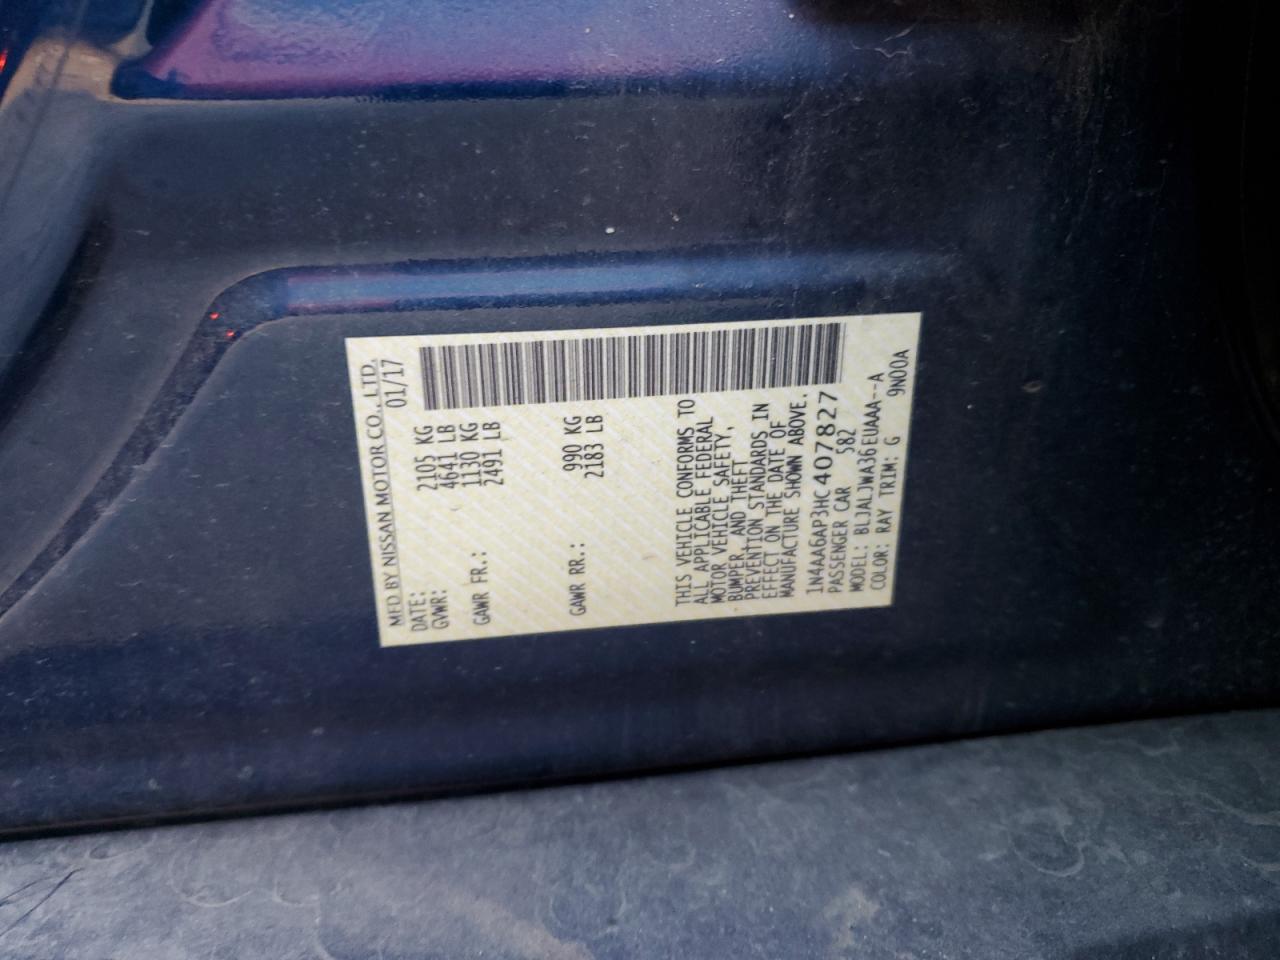 MFD BY NISSAN MOTOR CO., LTD.
DATE: 01/17
GVWR: 2105 KG
4641 LB
GAWR FR.: 1130 KG
2491 LB
GAWR RR.: 990 KG
2183 LB
THIS VEHICLE CONFORMS TO
ALL APPLICABLE FEDERAL
MOTOR VEHICLE SAFETY,
BUMPER, AND THEFT
PREVENTION STANDARDS IN
EFFECT ON THE DATE OF
MANUFACTURE SHOWN ABOVE.
1N4AA6AP3HC407827
PASSENGER CAR 582
MODEL: BLJALJWA36EUAAA--A
COLOR: RAY TRIM: G 9N00A